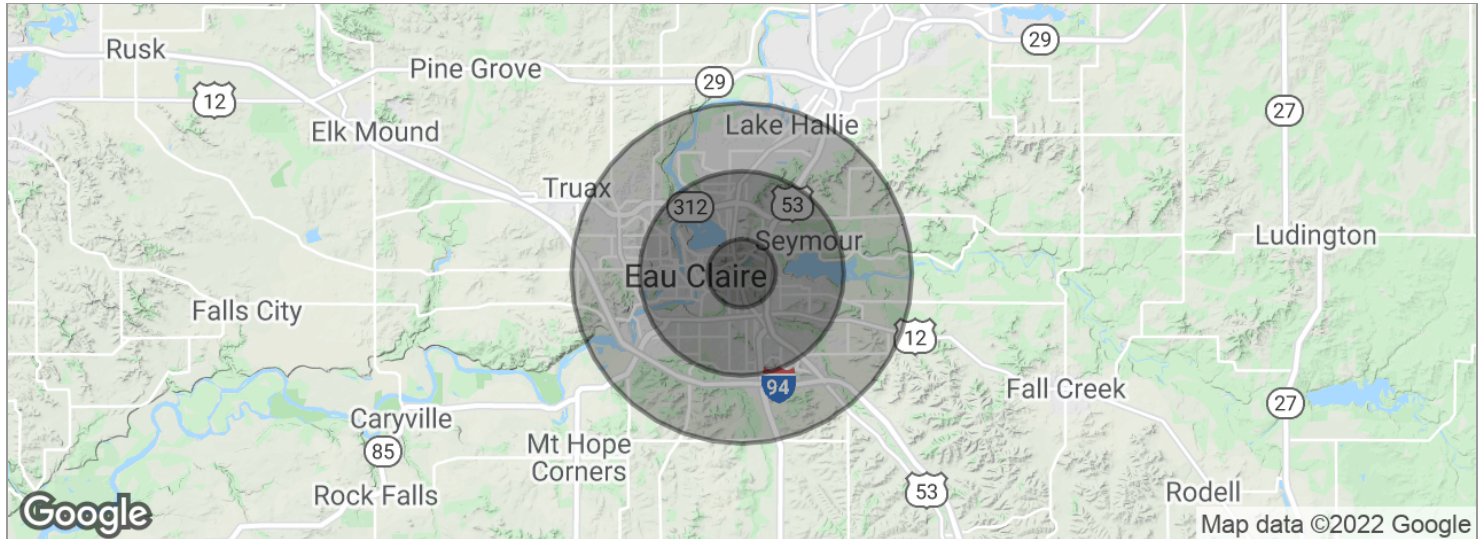 Rusk
29
Pine Grove
29
12
27
Elk Mound
Lake Hallie
Truax
312
53
Seymour
Ludington
Eau Claire
Falls City
12
94
Fall Creek
27
Caryville
85
Mt Hope
Corners
Rock Falls
53
Rodell
Google
Map data ©2022 Google